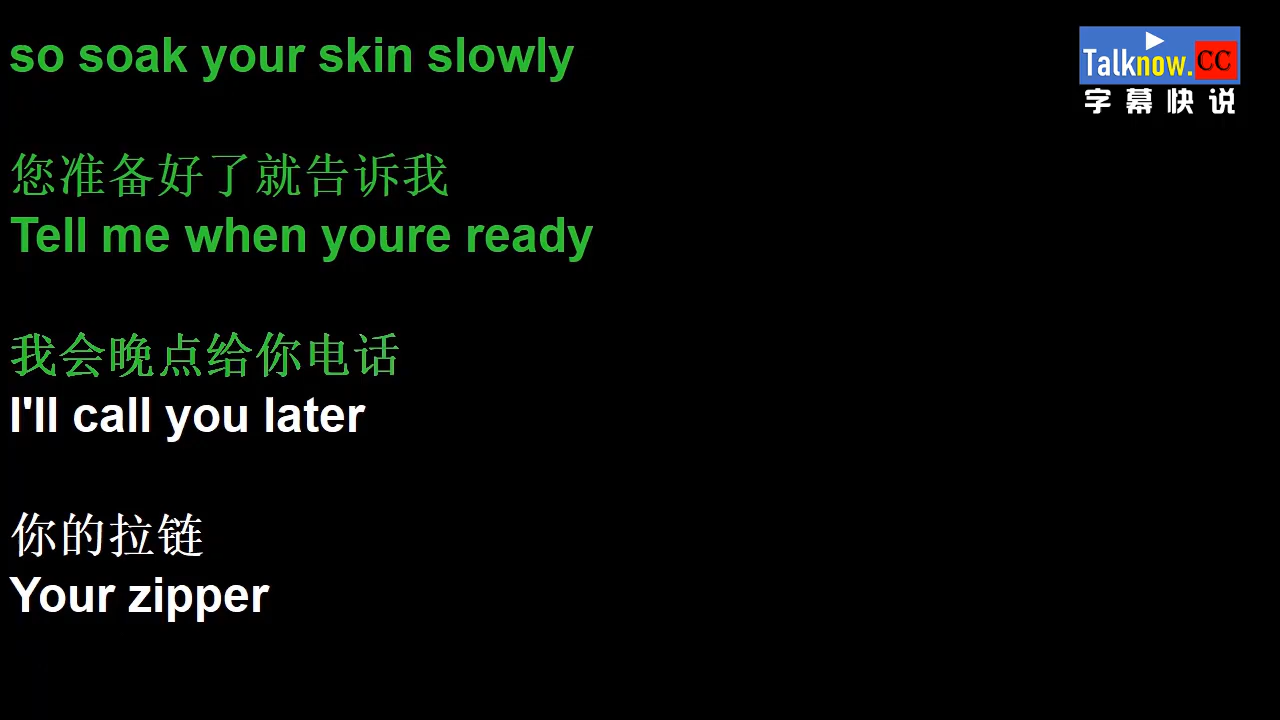 so soak your skin slowly
Talknow.CC
字幕快说
您准备好了就告诉我
Tell me when youre ready
我会晚点给你电话
I'll call you later
你的拉链
Your zipper